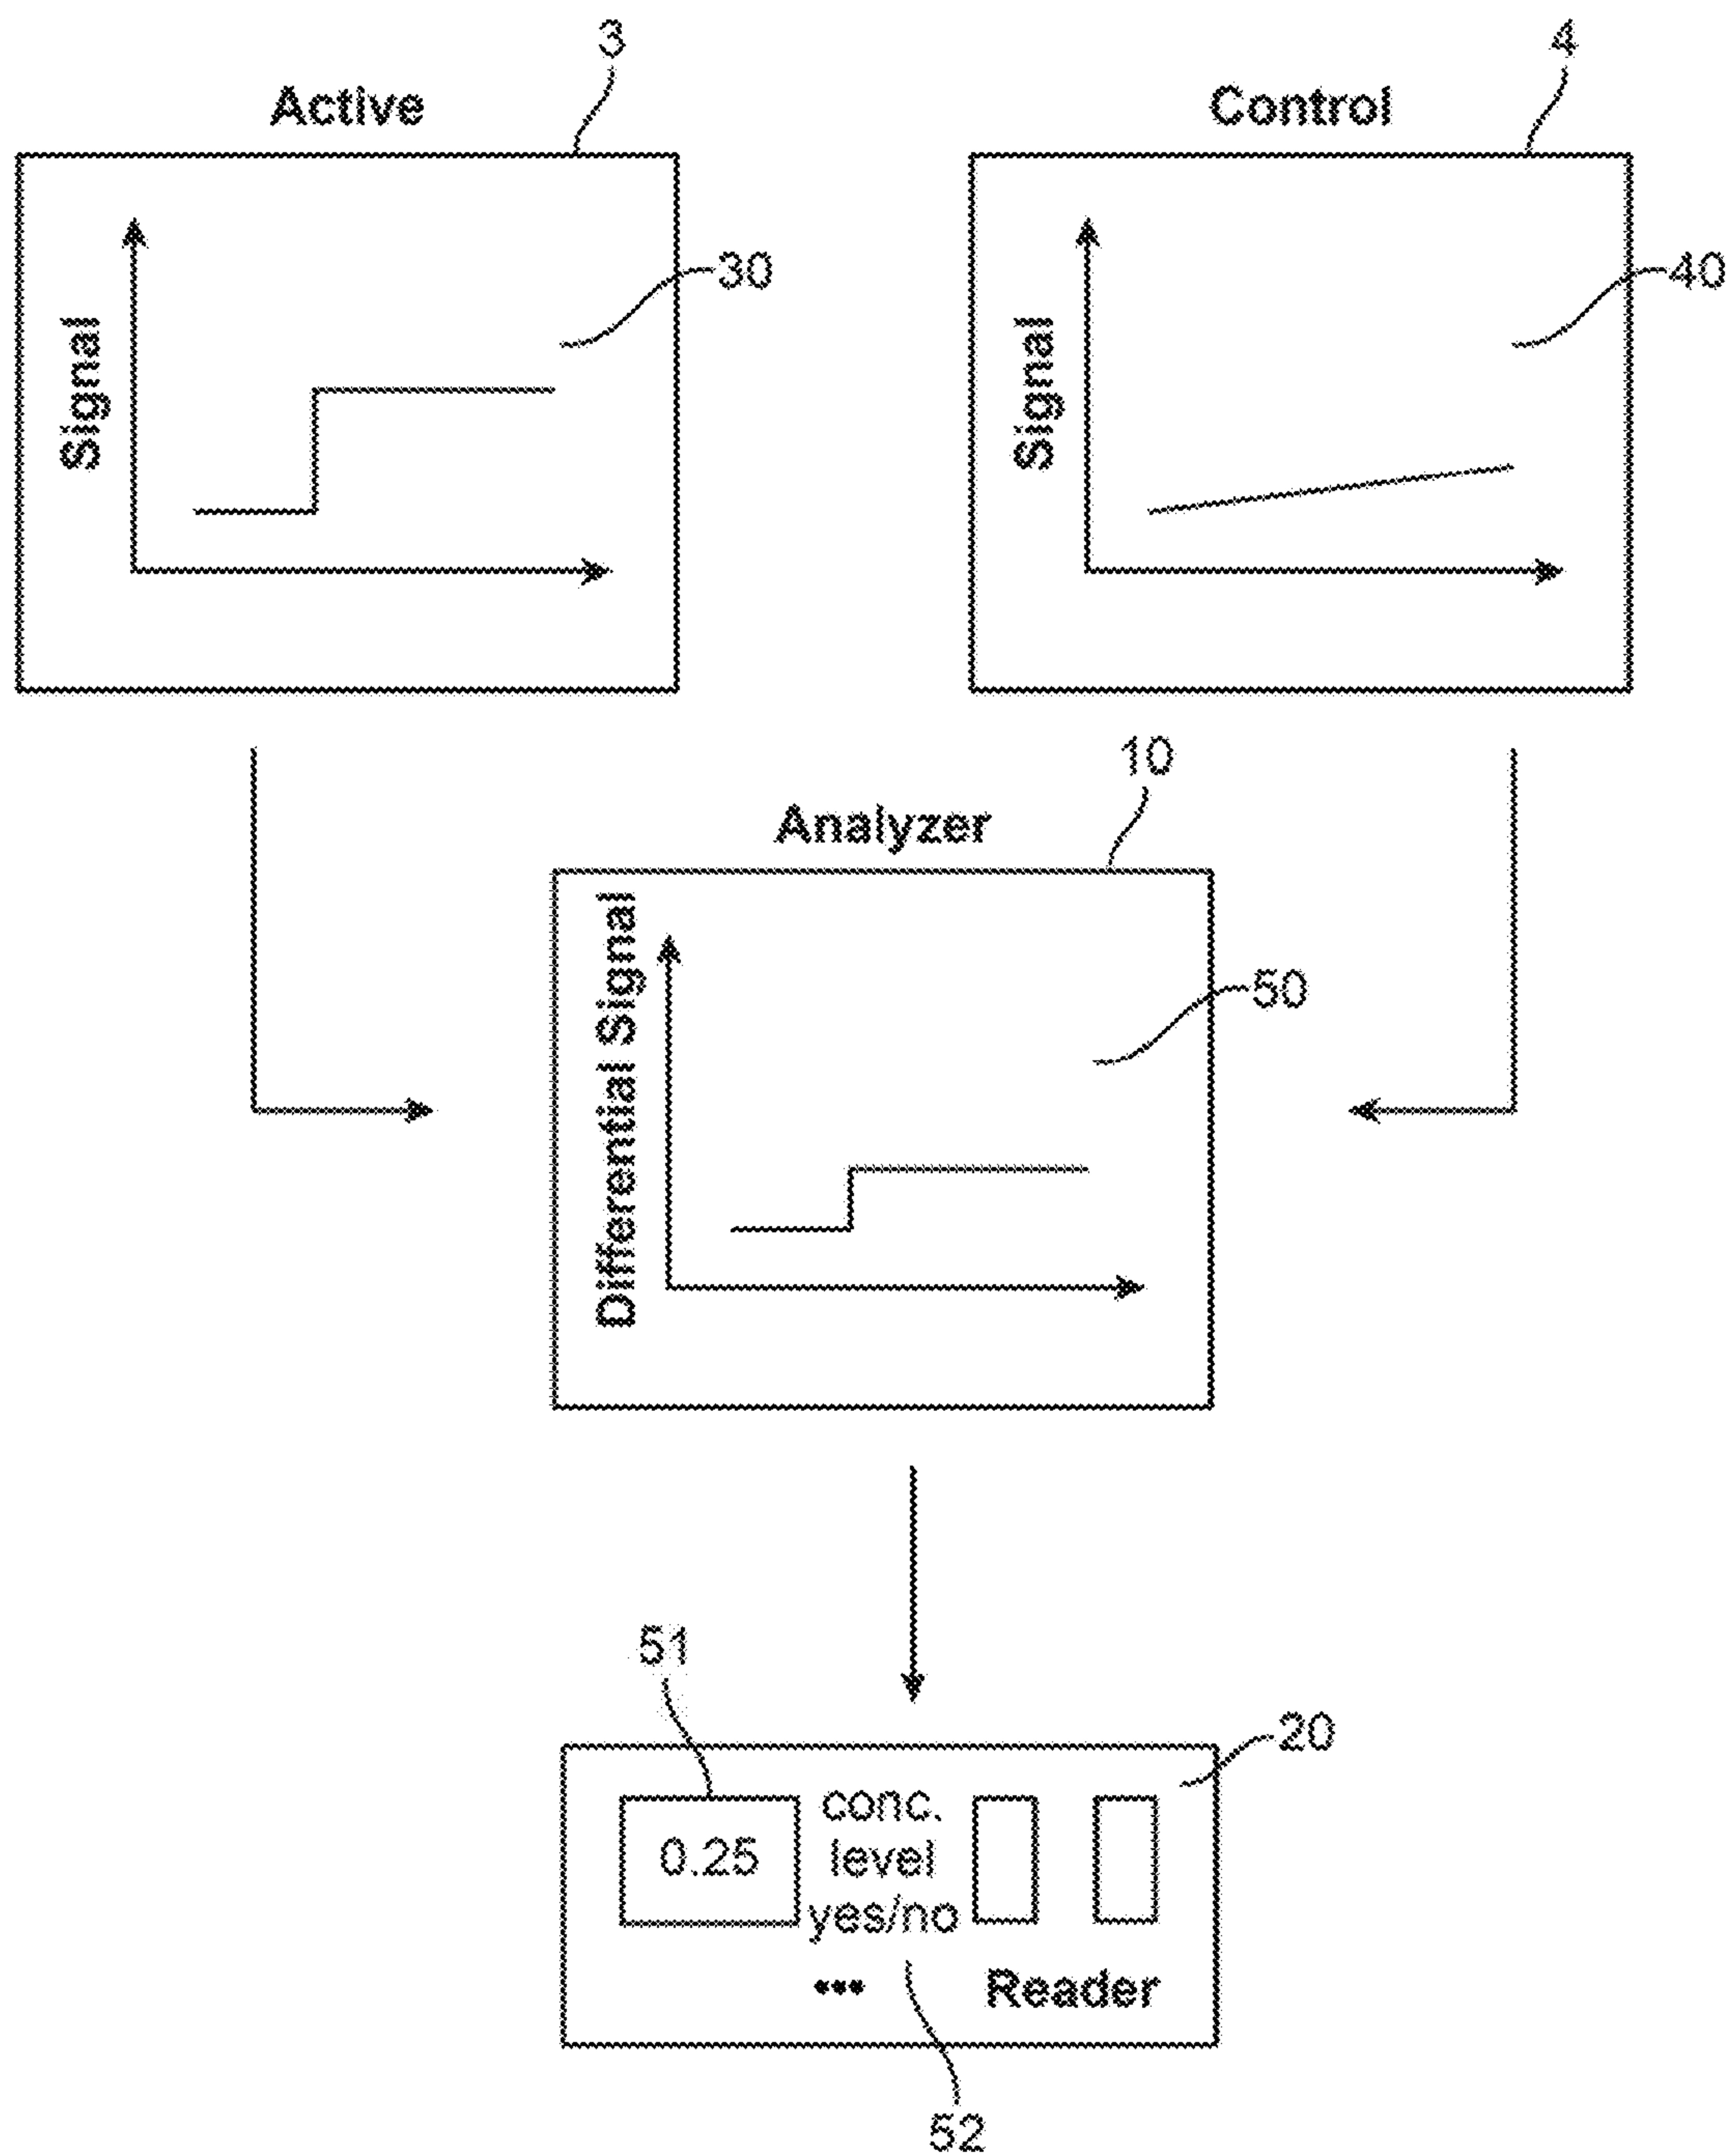 3
4
Active
Control
30
40
Signal
Signal
10
Analyzer
50
Differential Signal
51
20
0.25
conc.
level
yes/no
•••
Reader
52